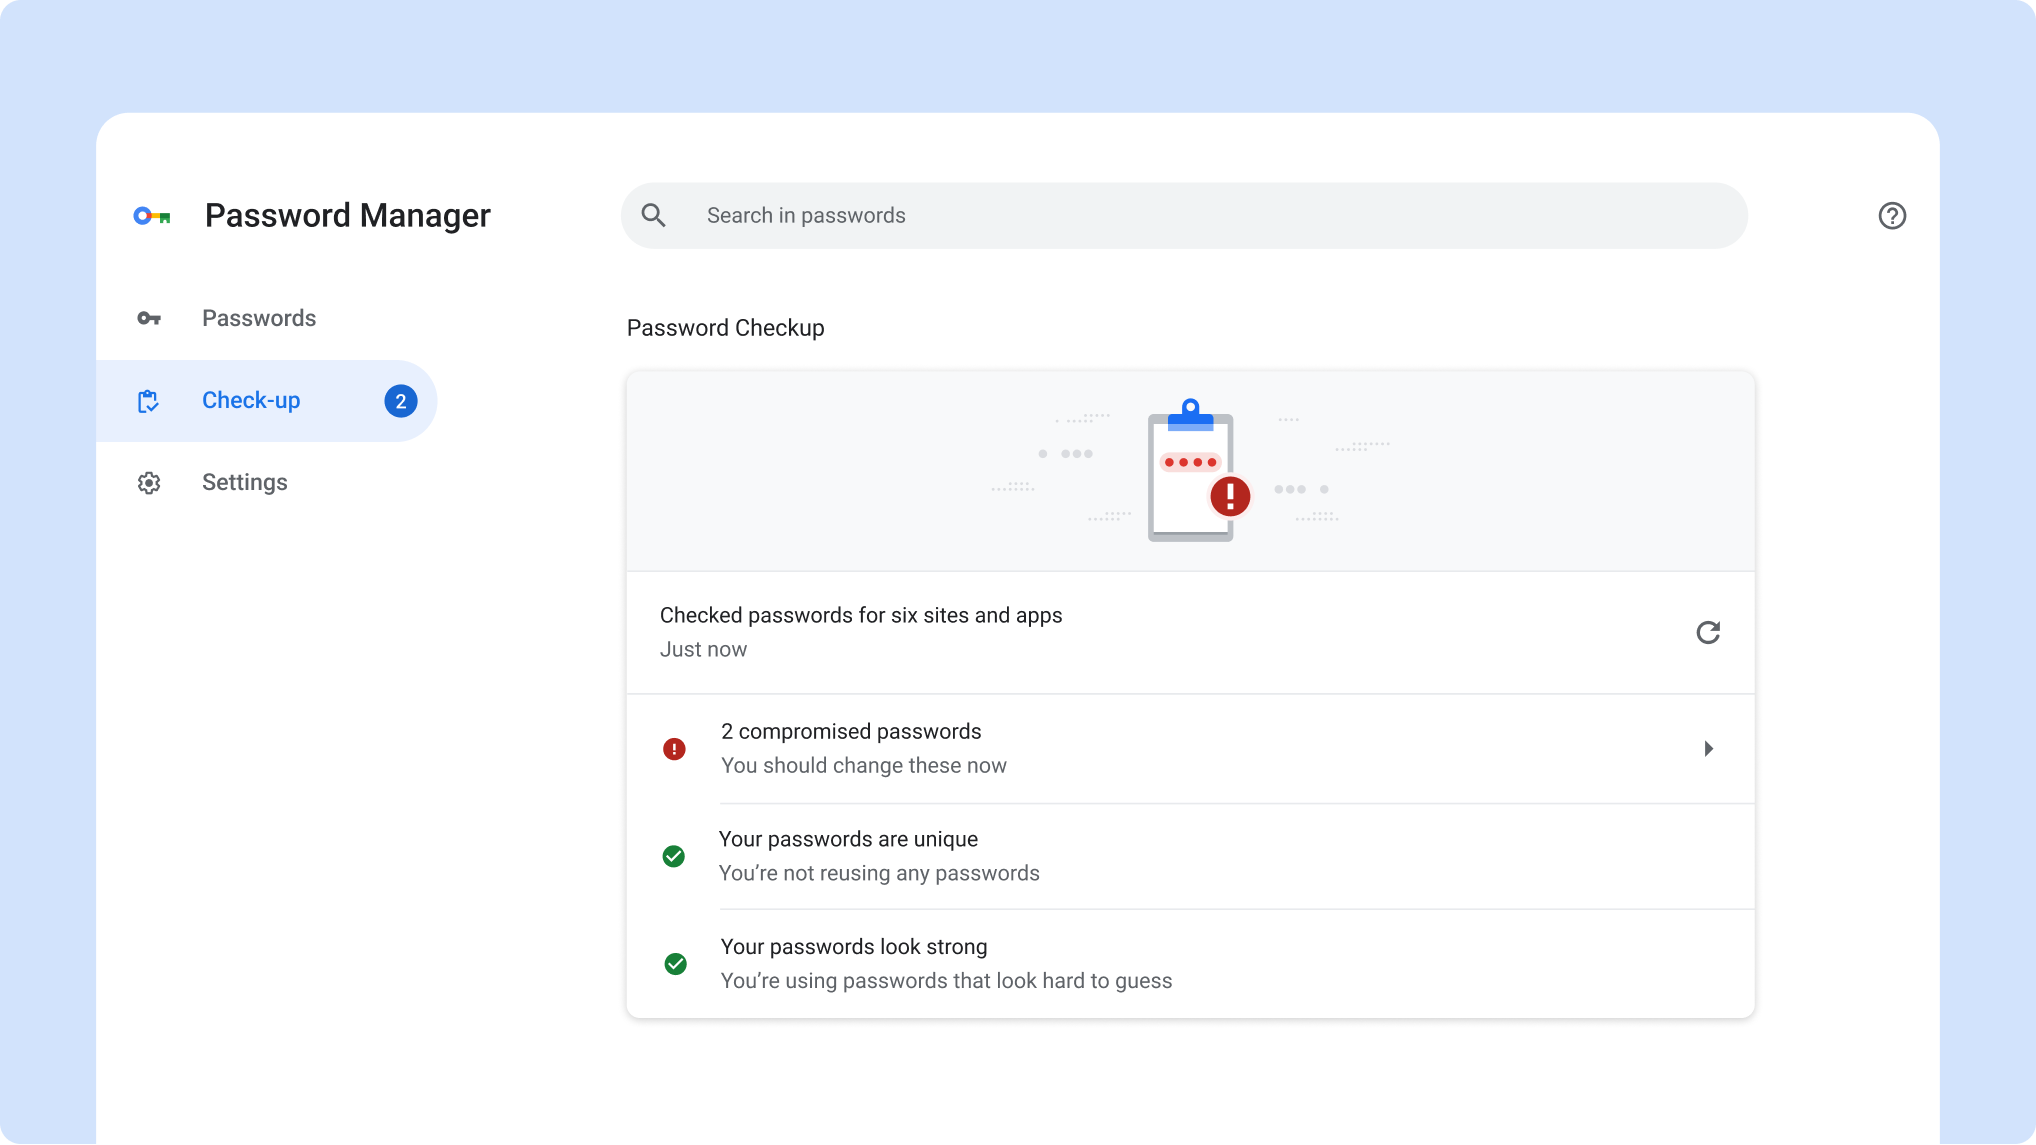 Password Manager
Search in passwords
Passwords
Check-up
2
Settings
Password Checkup
Checked passwords for six sites and apps
Just now
2 compromised passwords
You should change these now
Your passwords are unique
You’re not reusing any passwords
Your passwords look strong
You’re using passwords that look hard to guess